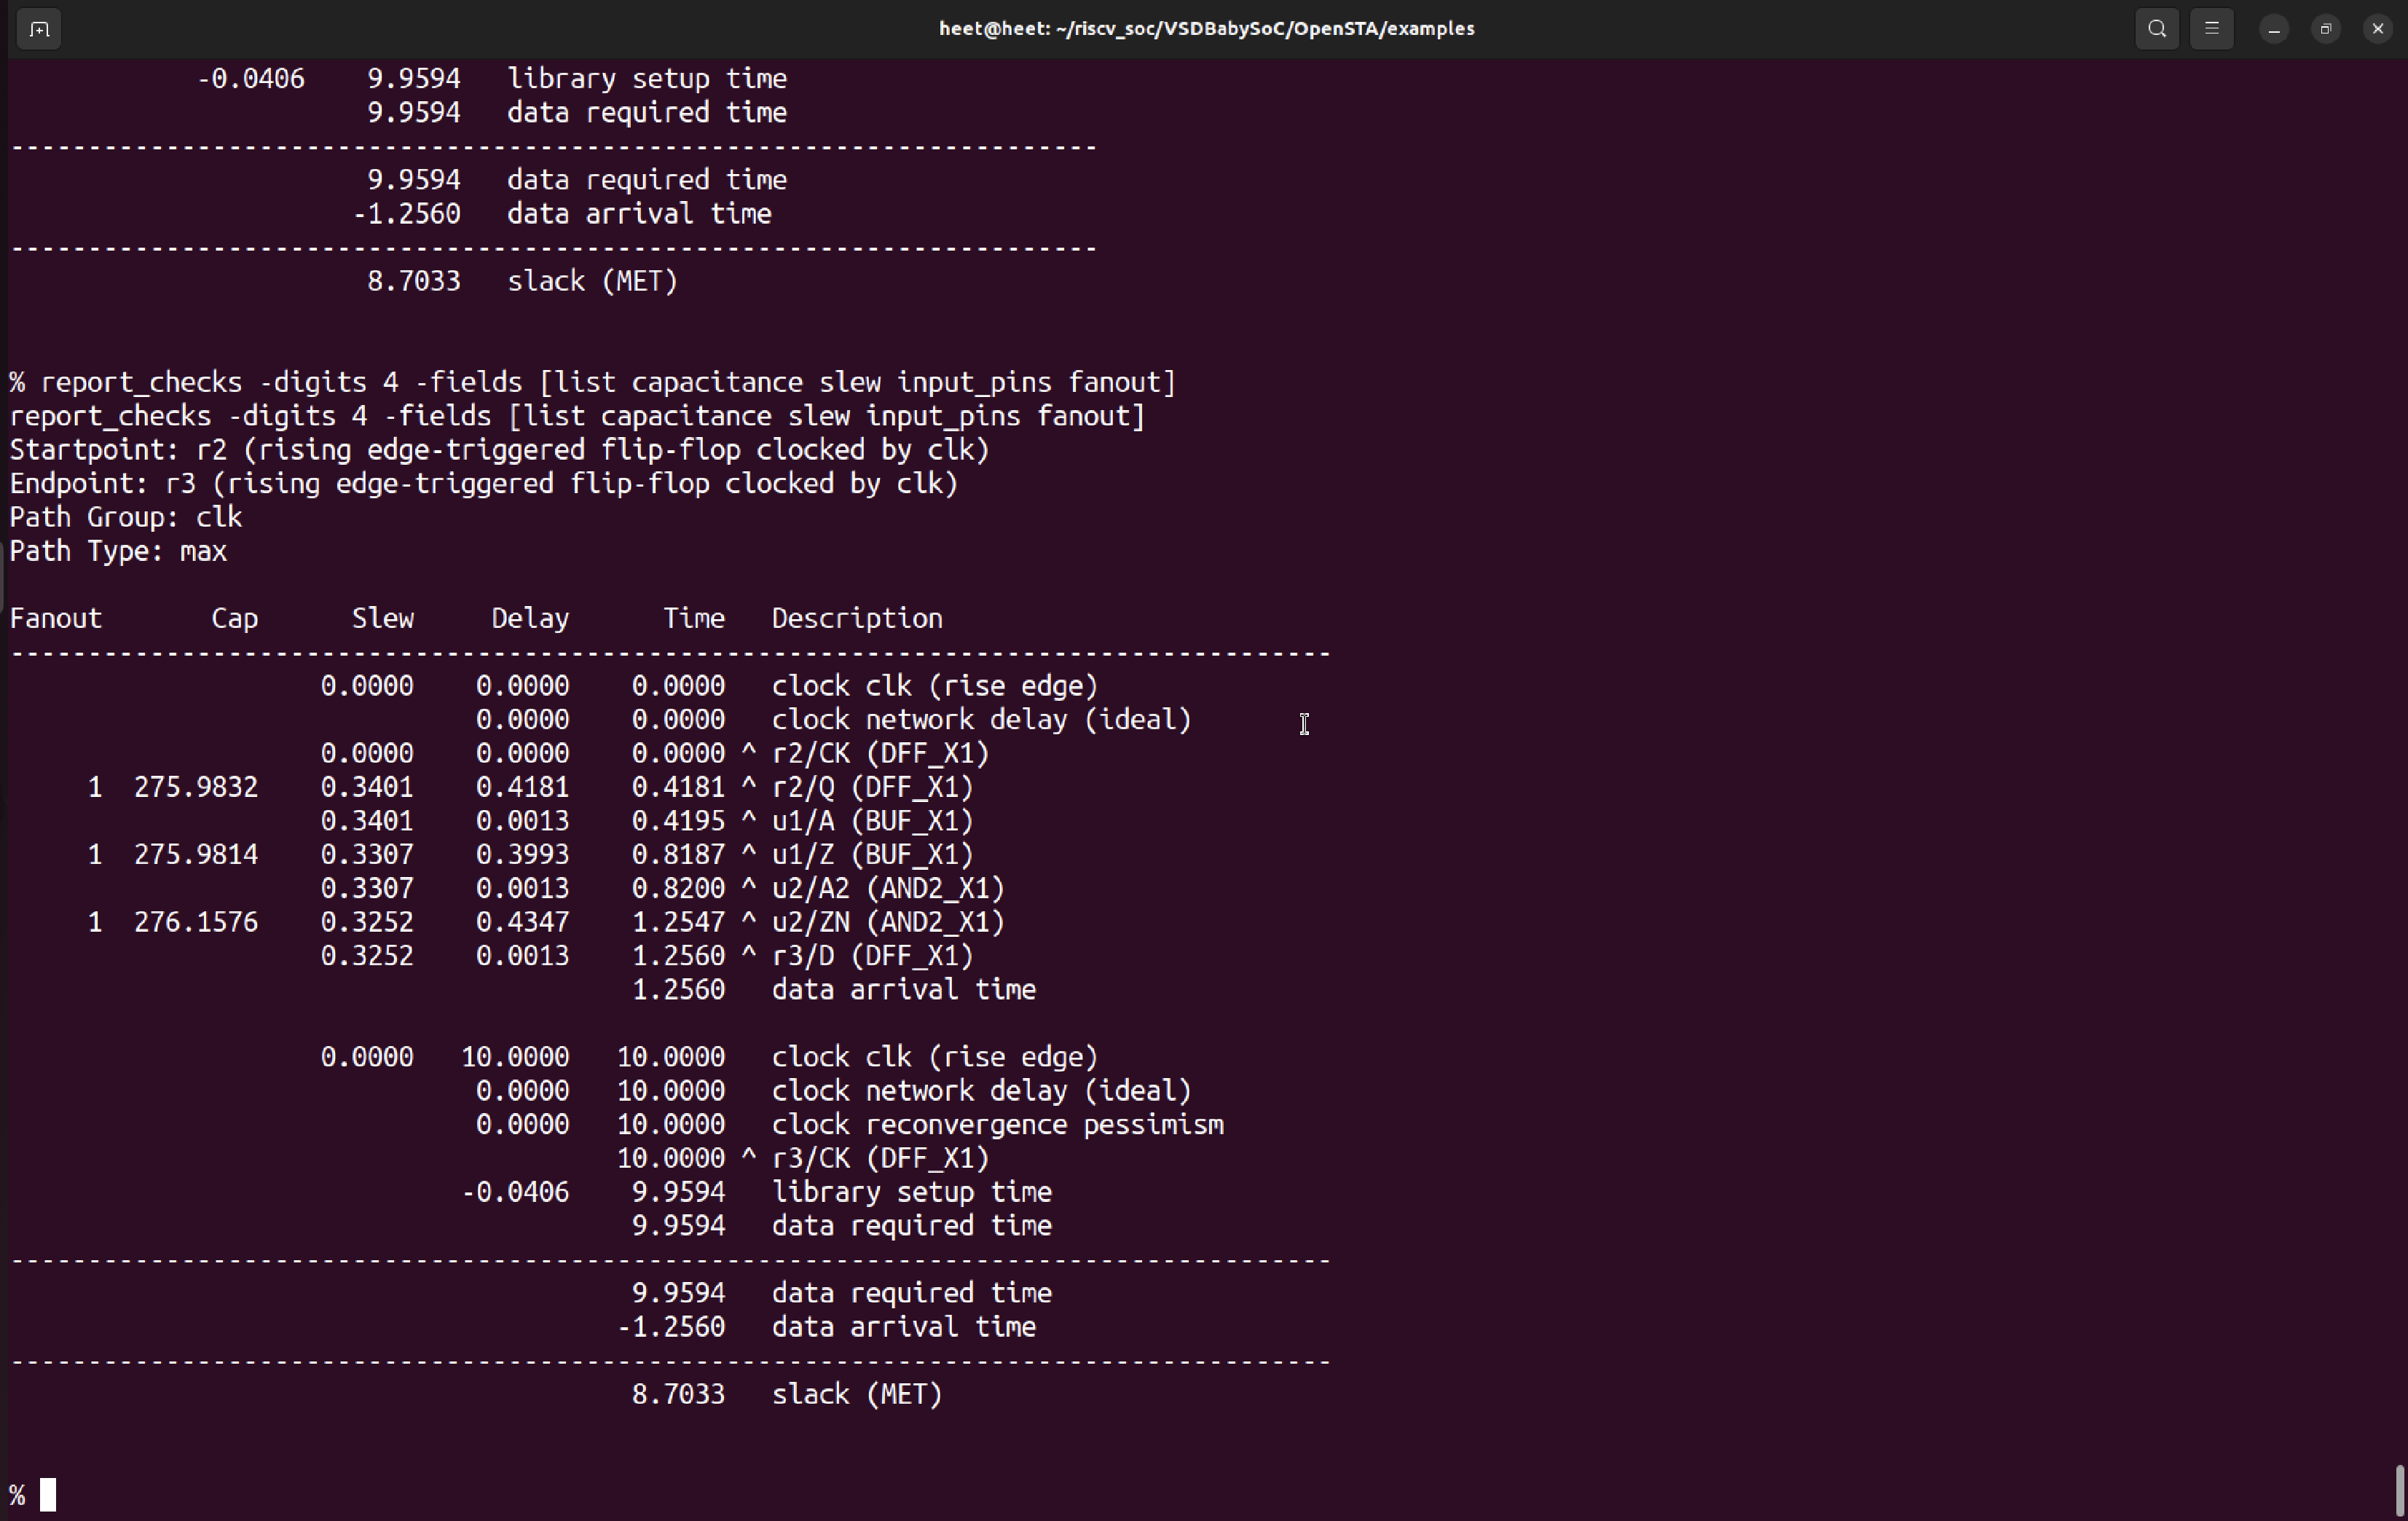 heet@heet: ~/riscv_soc/VSDBabySoC/OpenSTA/examples
-0.0406    9.9594   library setup time
9.9594   data required time
----------------------------------------------------------------------
9.9594   data required time
-1.2560   data arrival time
----------------------------------------------------------------------
8.7033   slack (MET)
% report_checks -digits 4 -fields [list capacitance slew input_pins fanout]
report_checks -digits 4 -fields [list capacitance slew input_pins fanout]
Startpoint: r2 (rising edge-triggered flip-flop clocked by clk)
Endpoint: r3 (rising edge-triggered flip-flop clocked by clk)
Path Group: clk
Path Type: max
Fanout       Cap      Slew     Delay      Time   Description
-------------------------------------------------------------------------------------
0.0000    0.0000    0.0000   clock clk (rise edge)
0.0000    0.0000   clock network delay (ideal)
0.0000    0.0000    0.0000 ^ r2/CK (DFF_X1)
1  275.9832    0.3401    0.4181    0.4181 ^ r2/Q (DFF_X1)
0.3401    0.0013    0.4195 ^ u1/A (BUF_X1)
1  275.9814    0.3307    0.3993    0.8187 ^ u1/Z (BUF_X1)
0.3307    0.0013    0.8200 ^ u2/A2 (AND2_X1)
1  276.1576    0.3252    0.4347    1.2547 ^ u2/ZN (AND2_X1)
0.3252    0.0013    1.2560 ^ r3/D (DFF_X1)
1.2560   data arrival time
0.0000   10.0000   10.0000   clock clk (rise edge)
0.0000   10.0000   clock network delay (ideal)
0.0000   10.0000   clock reconvergence pessimism
10.0000 ^ r3/CK (DFF_X1)
-0.0406    9.9594   library setup time
9.9594   data required time
-------------------------------------------------------------------------------------
9.9594   data required time
-1.2560   data arrival time
-------------------------------------------------------------------------------------
8.7033   slack (MET)
%